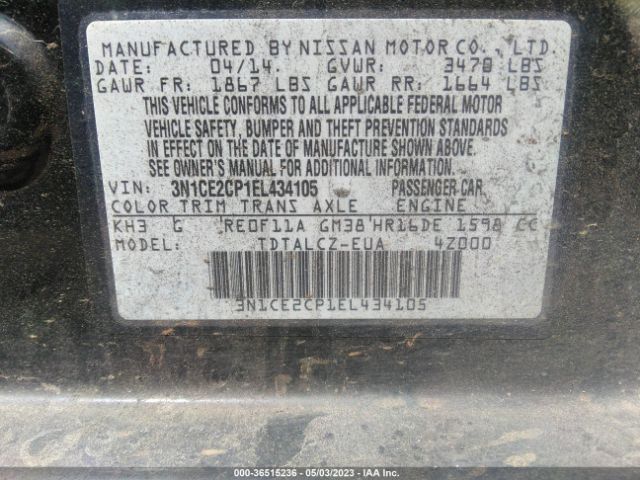 MANUFACTURED BY NISSAN MOTOR CO., LTD.
DATE: 04/14. GVWR: 3470 LBS
GAWR FR: 1867 LBS GAWR RR: 1664 LBS
THIS VEHICLE CONFORMS TO ALL APPLICABLE FEDERAL MOTOR
VEHICLE SAFETY, BUMPER AND THEFT PREVENTION STANDARDS
IN EFFECT ON THE DATE OF MANUFACTURE SHOWN ABOVE.
SEE OWNER'S MANUAL FOR ADDITIONAL INFORMATION.
VIN: 3N1CE2CP1EL434105 PASSENGER CAR
COLOR TRIM TRANS AXLE ENGINE
KH3 G RE0F11A GM38 HR16DE 1598 CC
MODEL: TDTALCZ-EUA 4Z000
3N1CE2CP1EL434105
000-36515236 - 05/03/2023 - IAA Inc.